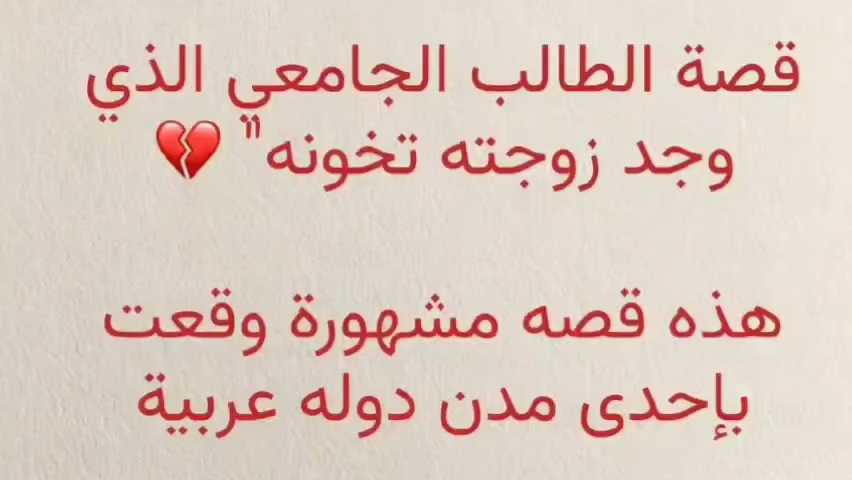 قصة الطالب الجامعي الذي
وجد زوجته تخونه" 💔
هذه قصه مشهورة وقعت
بإحدى مدن دوله عربية